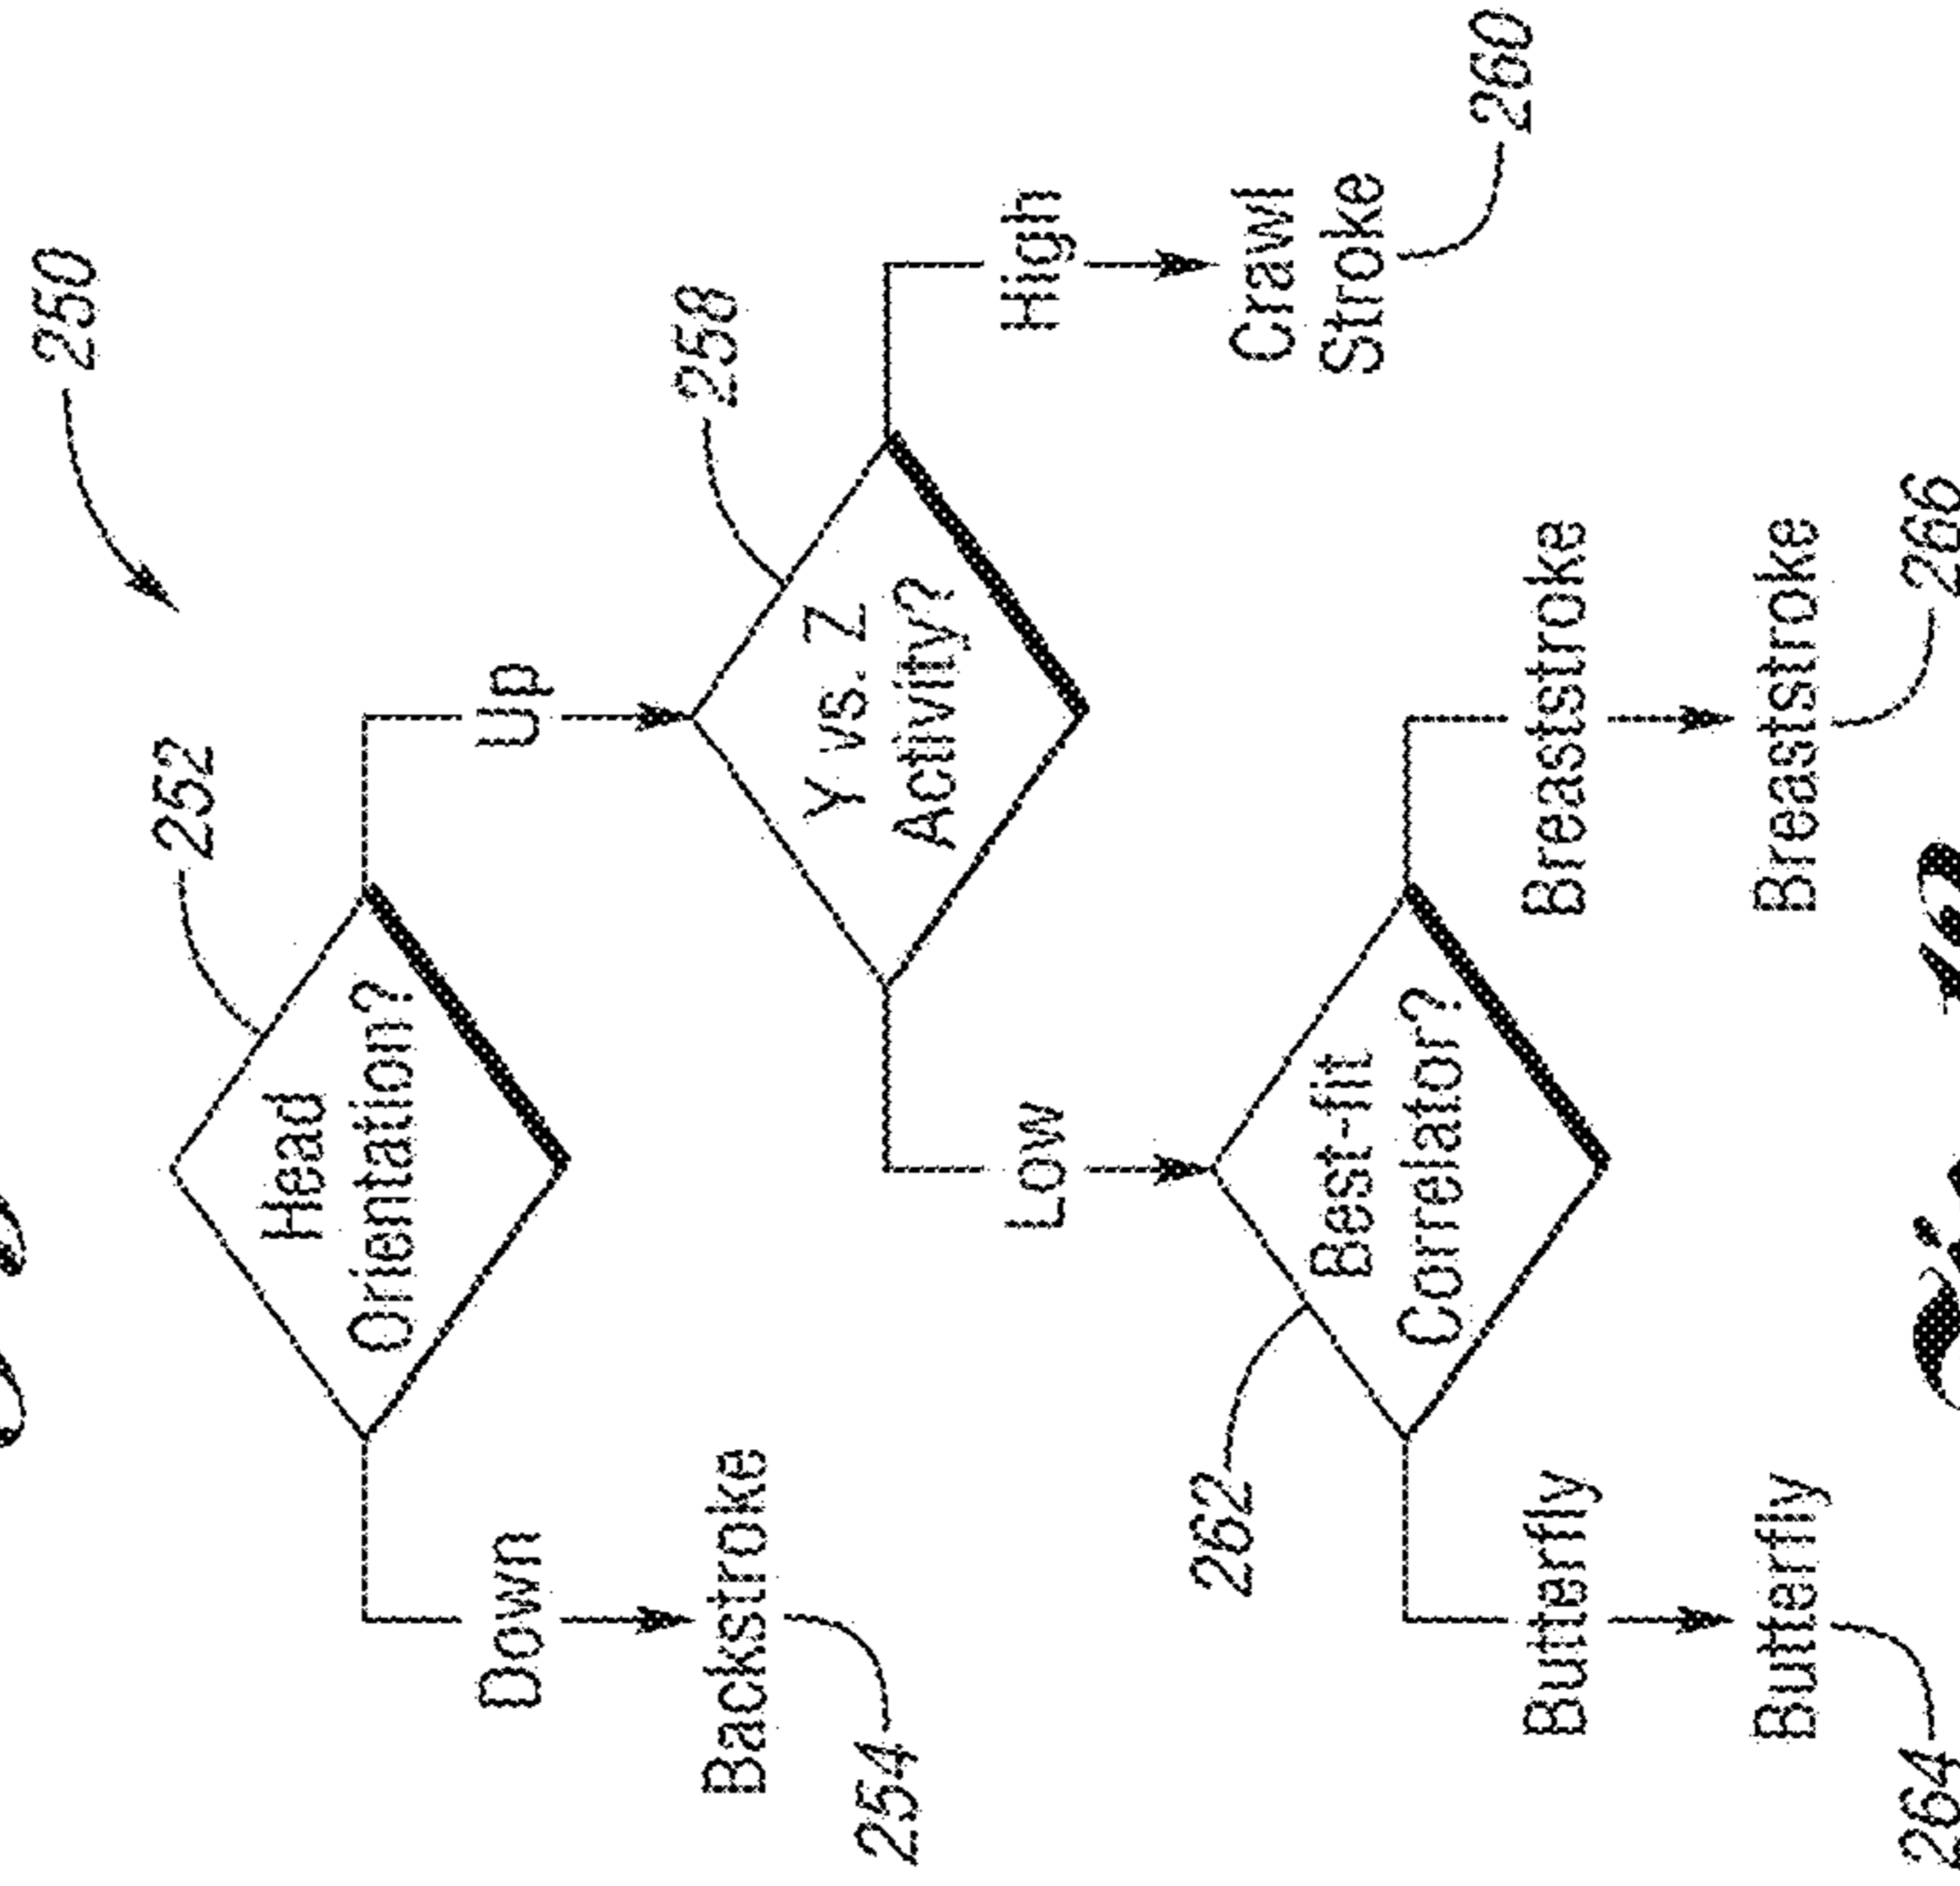 250
252
Head
Orientation?
Down
Up
Backstroke
254
258
Y vs. Z
Activity?
Low
High
Crawl
Stroke
260
262
Best-fit
Correlator?
Butterfly
Breaststroke
Butterfly
Breaststroke
264
266